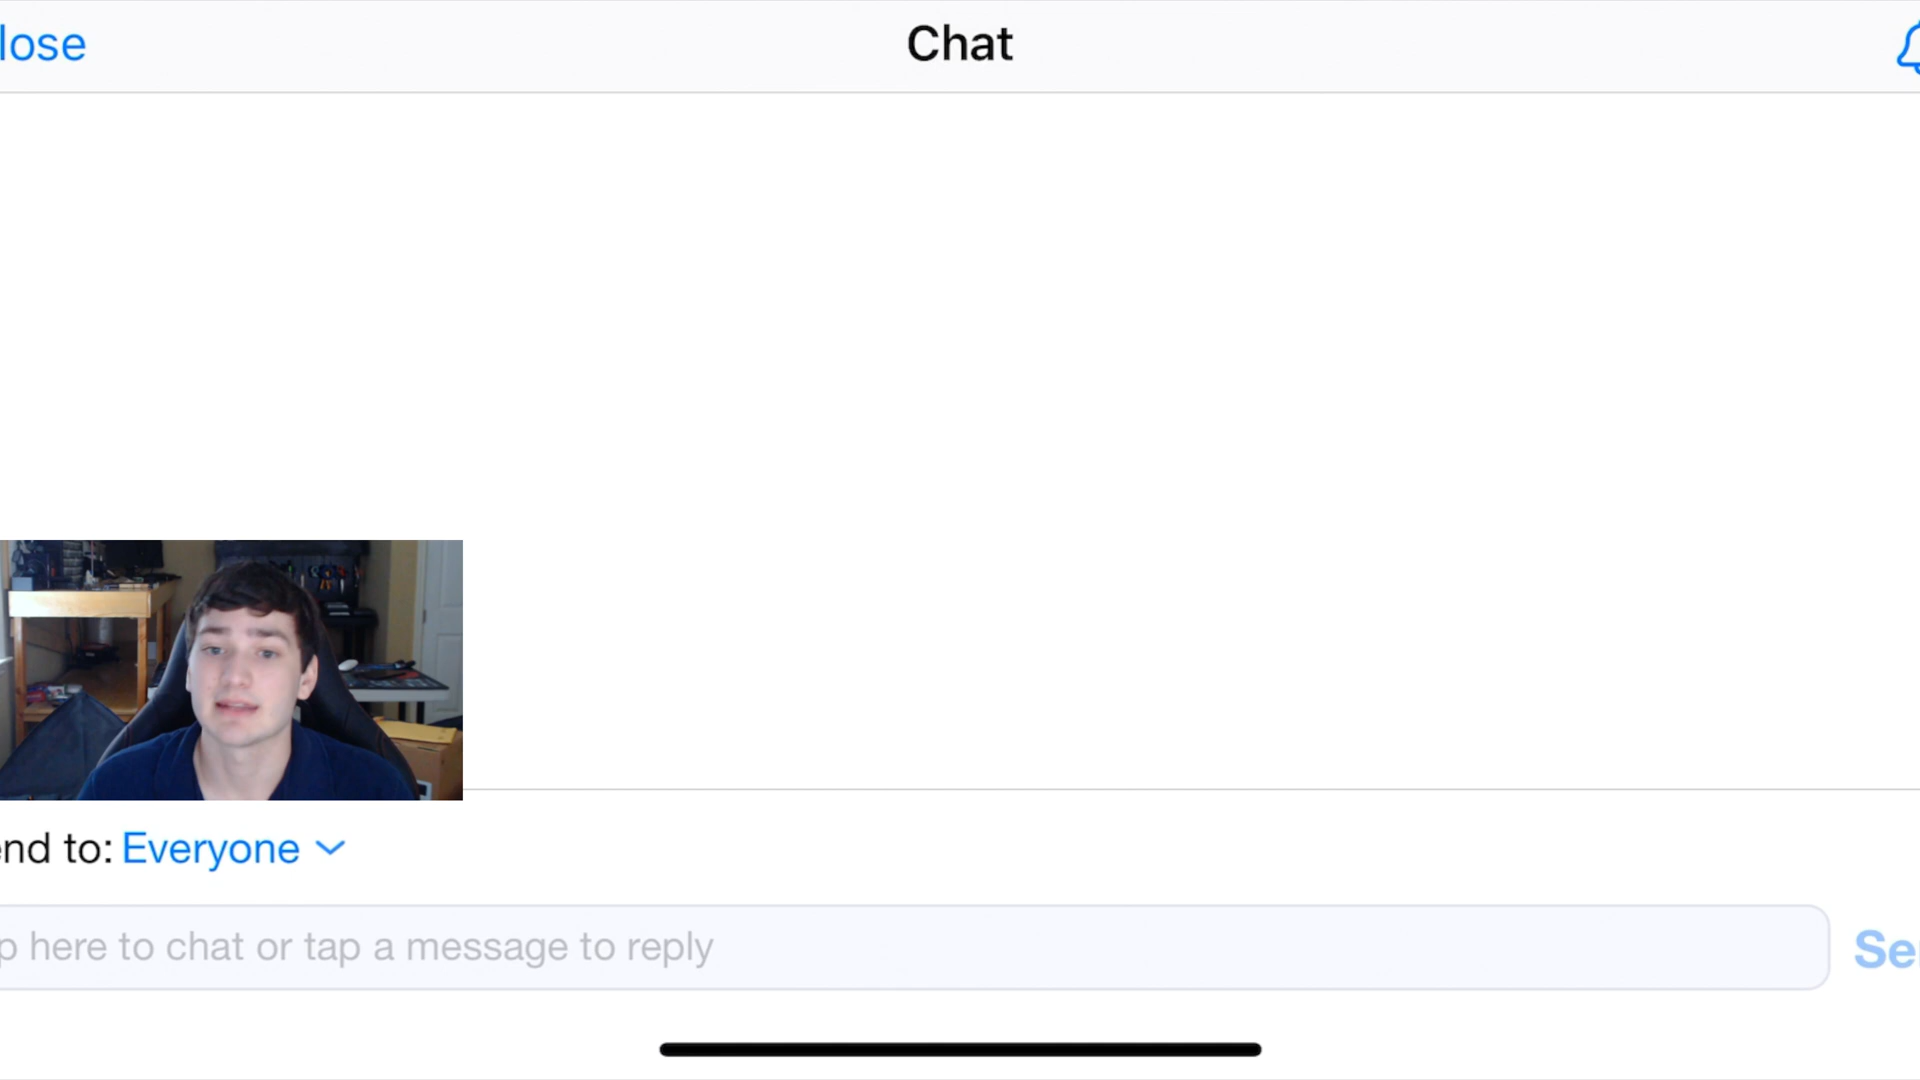 lose
Chat
end to: Everyone
p here to chat or tap a message to reply
Se